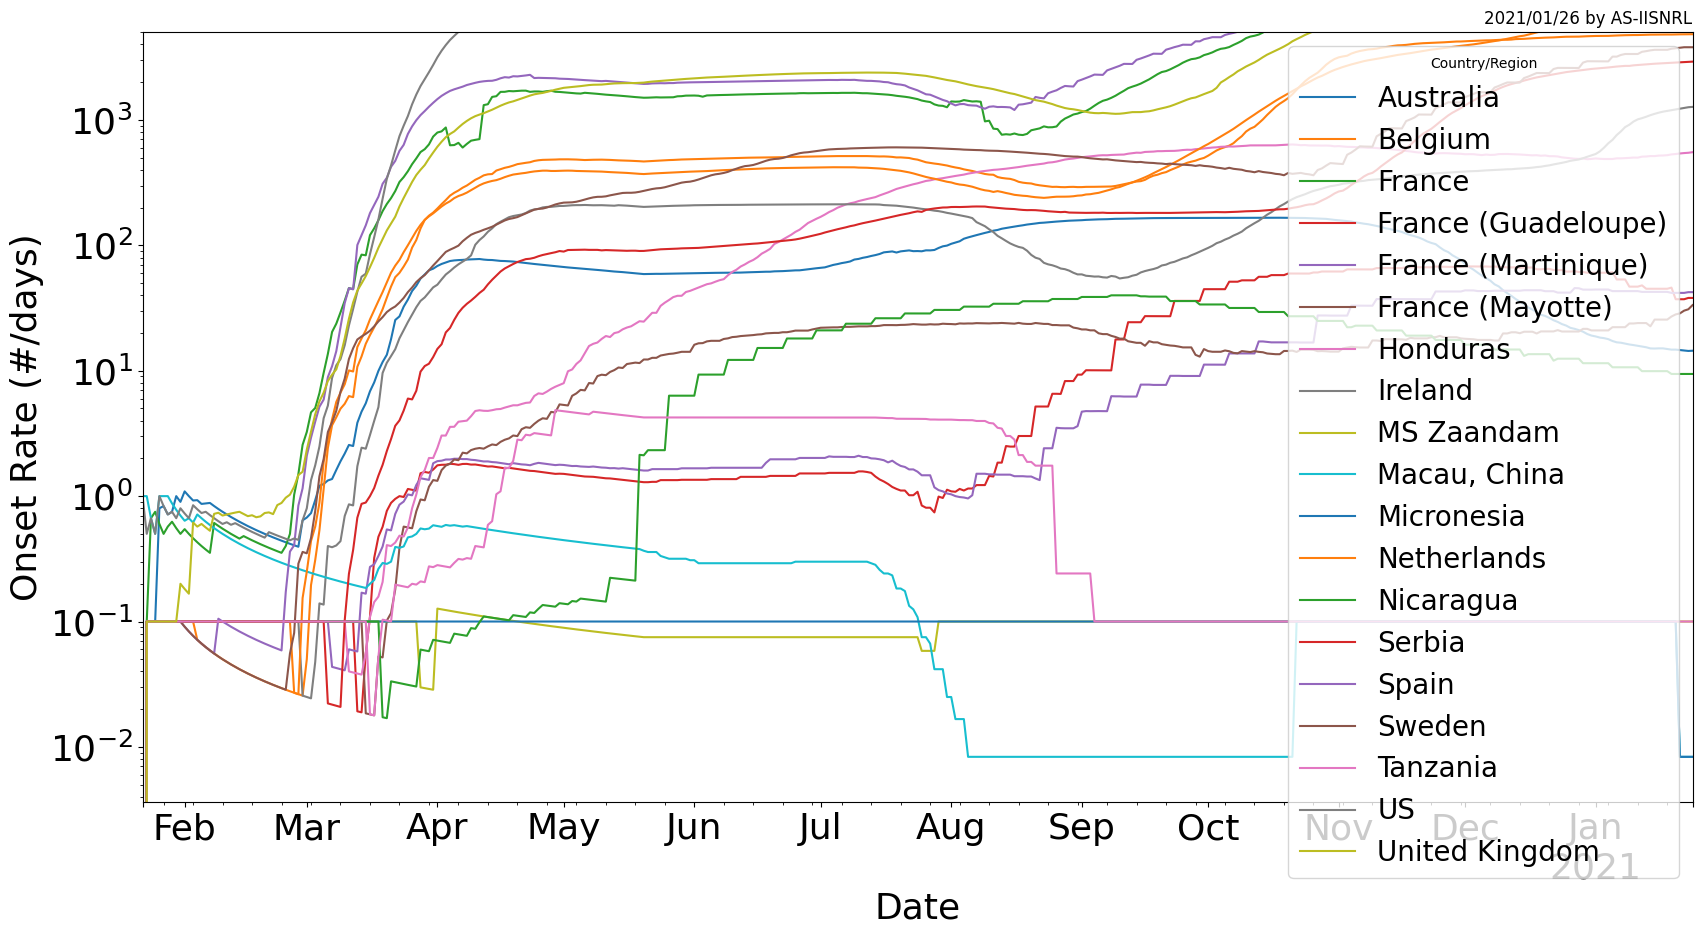 2021/01/26 by AS-IISNRL
Onset Rate (#/days)
10³
10²
10¹
10⁰
10⁻¹
10⁻²
Country/Region
Australia
Belgium
France
France (Guadeloupe)
France (Martinique)
France (Mayotte)
Honduras
Ireland
MS Zaandam
Macau, China
Micronesia
Netherlands
Nicaragua
Serbia
Spain
Sweden
Tanzania
US
United Kingdom
Feb Mar Apr May Jun Jul Aug Sep Oct Nov Dec Jan
2021
Date